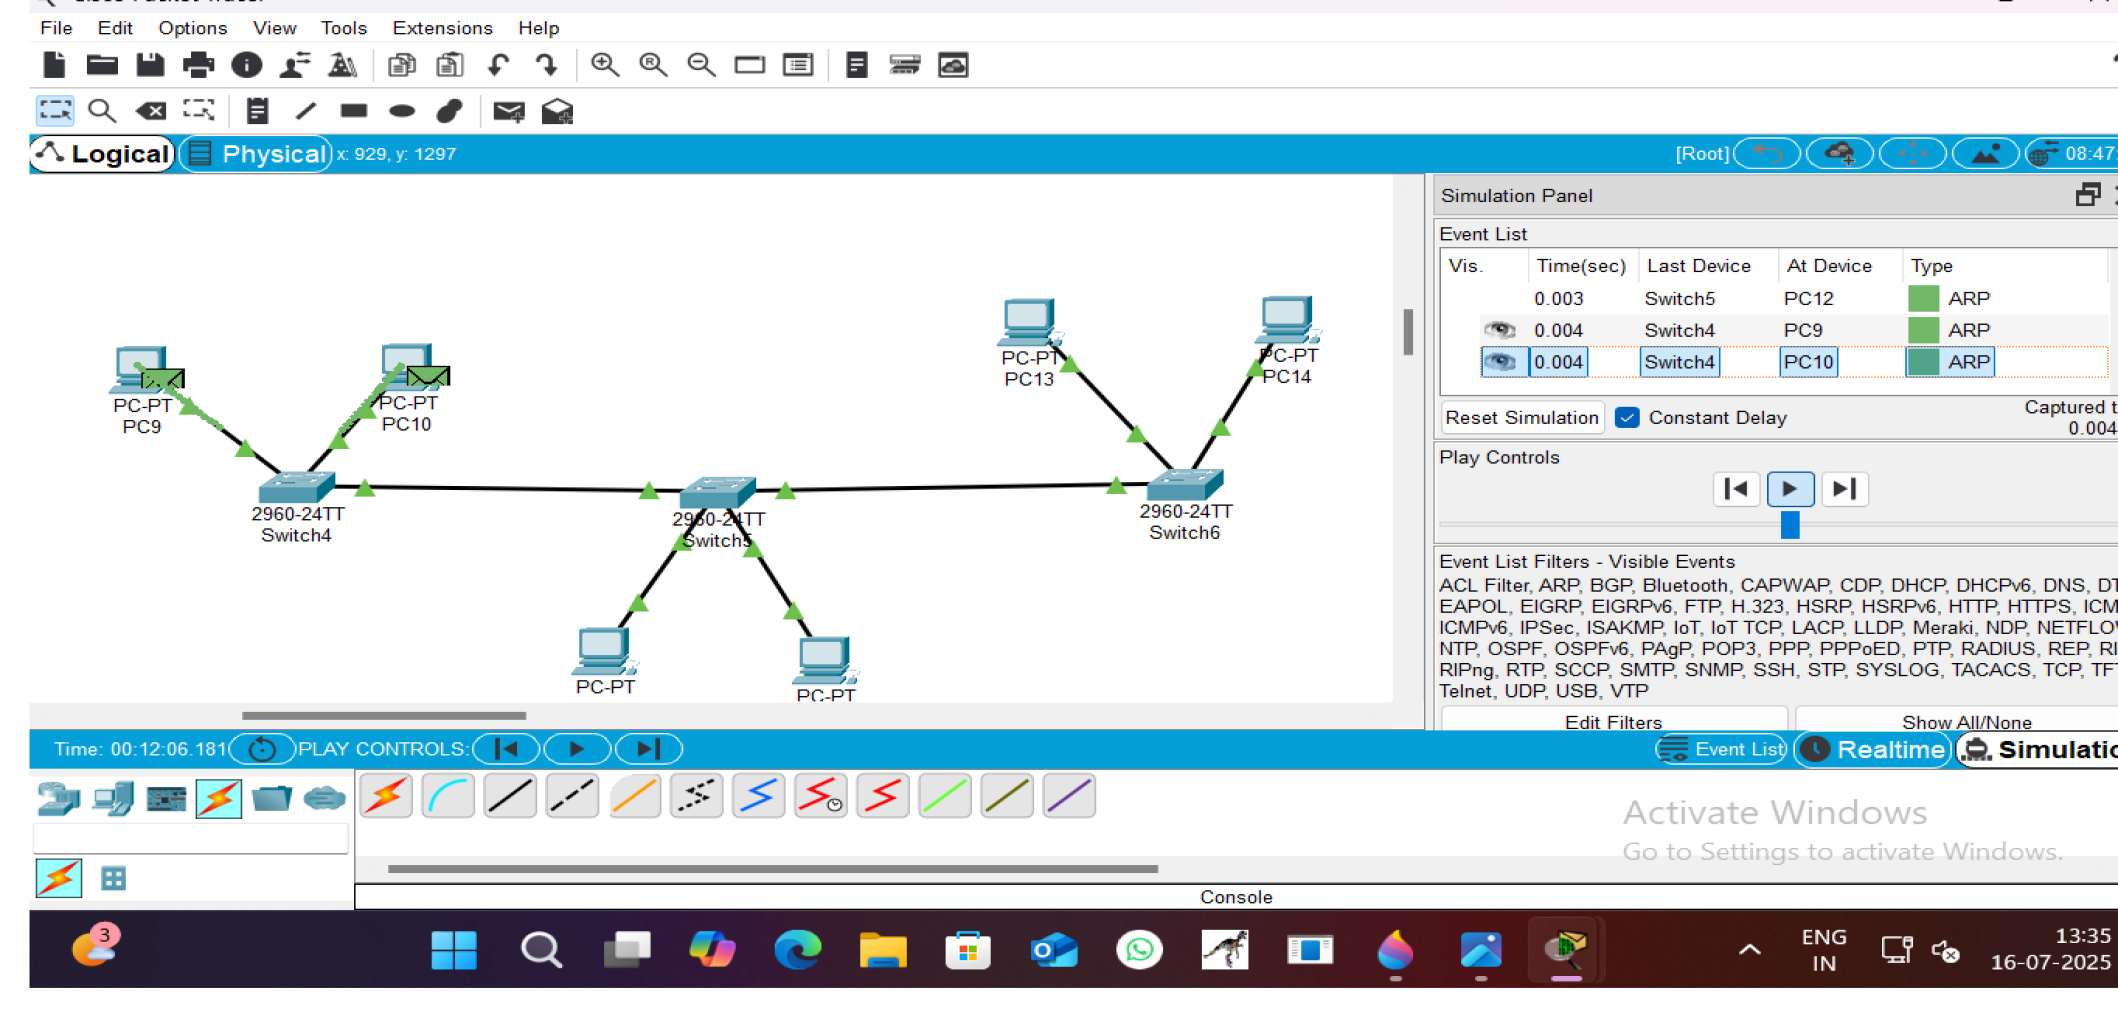 File Edit Options View Tools Extensions Help
Logical Physical x: 929, y: 1297 [Root] 08:47:
Simulation Panel
Event List
Vis. Time(sec) Last Device At Device Type
0.003 Switch5 PC12 ARP
0.004 Switch4 PC9 ARP
0.004 Switch4 PC10 ARP
Reset Simulation Constant Delay Captured t
0.004
Play Controls
Event List Filters - Visible Events
ACL Filter, ARP, BGP, Bluetooth, CAPWAP, CDP, DHCP, DHCPv6, DNS, DT
EAPOL, EIGRP, EIGRPv6, FTP, H.323, HSRP, HSRPv6, HTTP, HTTPS, ICM
ICMPv6, IPSec, ISAKMP, IoT, IoT TCP, LACP, LLDP, Meraki, NDP, NETFLO
NTP, OSPF, OSPFv6, PAgP, POP3, PPP, PPPoED, PTP, RADIUS, REP, RI
RIPng, RTP, SCCP, SMTP, SNMP, SSH, STP, SYSLOG, TACACS, TCP, TF
Telnet, UDP, USB, VTP
Edit Filters Show All/None
PC-PT
PC9
PC-PT
PC10
PC-PT
PC13
PC-PT
PC14
2960-24TT
Switch4
2950-24TT
Switch5
2960-24TT
Switch6
PC-PT
PC-PT
Time: 00:12:06.181 PLAY CONTROLS: Event List Realtime Simulatio
Activate Windows
Go to Settings to activate Windows.
Console
3
ENG
IN
13:35
16-07-2025